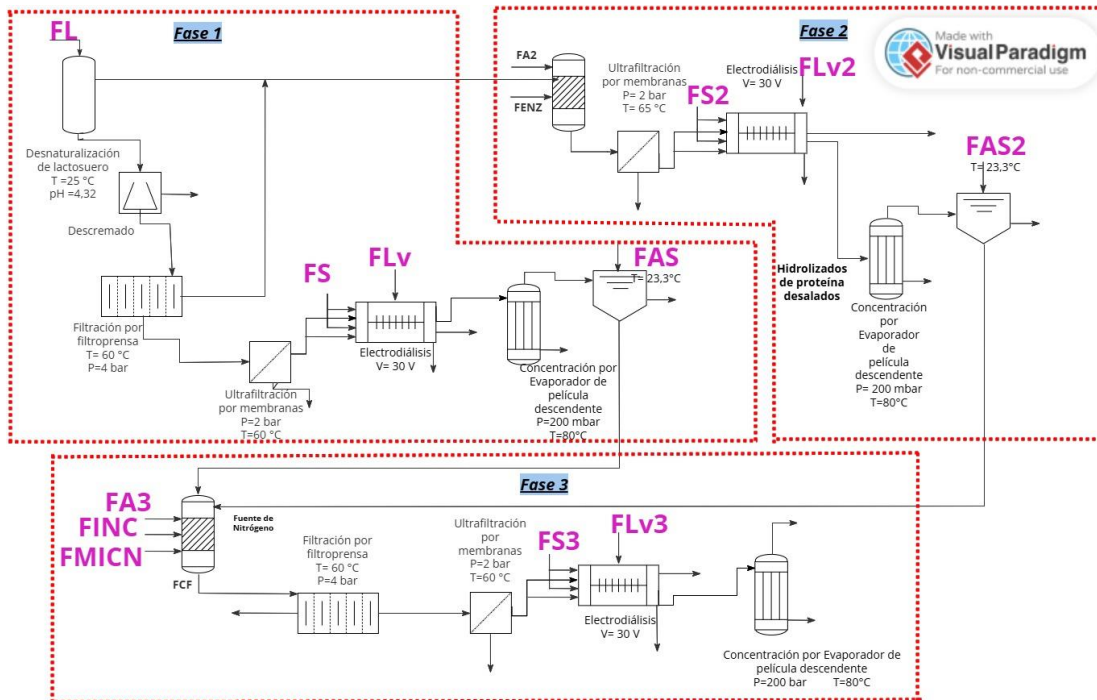 FL
Fase 1
Desnaturalización
de lactosuero
T =25 °C
pH =4,32
Descremado
Filtración por
filtroprensa
T= 60 °C
P=4 bar
Ultrafiltración
por membranas
P=2 bar
T=60 °C
FS
FLv
Electrodiálisis
V= 30 V
Concentración por
Evaporador de
película
descendente
P=200 mbar
T=80°C
FAS
T= 23,3°C
Fase 2
Made with
Visual Paradigm
For non-commercial use
FA2
FENZ
Ultrafiltración
por membranas
P= 2 bar
T= 65 °C
FS2
Electrodiálisis
V= 30 V
FLv2
Hidrolizados
de proteína
desalados
Concentración
por
Evaporador
de
película
descendente
P= 200 mbar
T=80°C
FAS2
T= 23,3°C
Fase 3
FA3
FINC
FMICN
Fuente de
Nitrógeno
FCF
Filtración por
filtroprensa
T= 60 °C
P=4 bar
Ultrafiltración
por
membranas
P=2 bar
T=60 °C
FS3
FLv3
Electrodiálisis
V= 30 V
Concentración por Evaporador de
película descendente
P=200 bar T=80°C